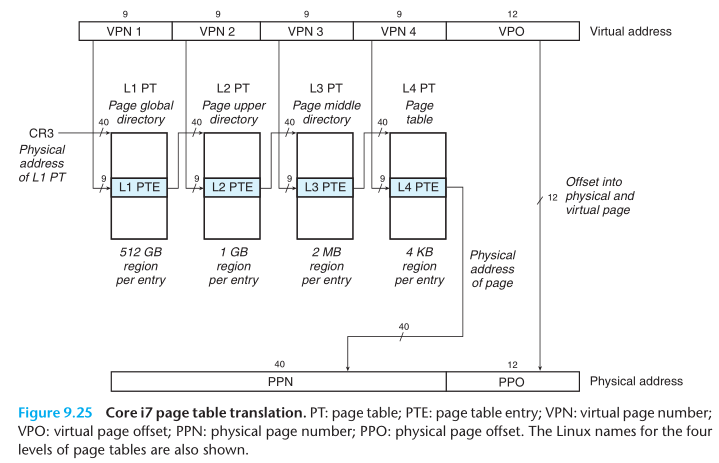 9 9 9 9 12
VPN 1 VPN 2 VPN 3 VPN 4 VPO Virtual address
L1 PT L2 PT L3 PT L4 PT
Page global Page upper Page middle Page
directory directory directory table
40 40 40 40
CR3
Physical
address
of L1 PT
9 9 9 9
L1 PTE L2 PTE L3 PTE L4 PTE
12
Offset into
physical and
virtual page
512 GB 1 GB 2 MB 4 KB
region region region region
per entry per entry per entry per entry
Physical
address
of page
40
40 12
PPN PPO Physical address
Figure 9.25 Core i7 page table translation. PT: page table; PTE: page table entry; VPN: virtual page number;
VPO: virtual page offset; PPN: physical page number; PPO: physical page offset. The Linux names for the four
levels of page tables are also shown.